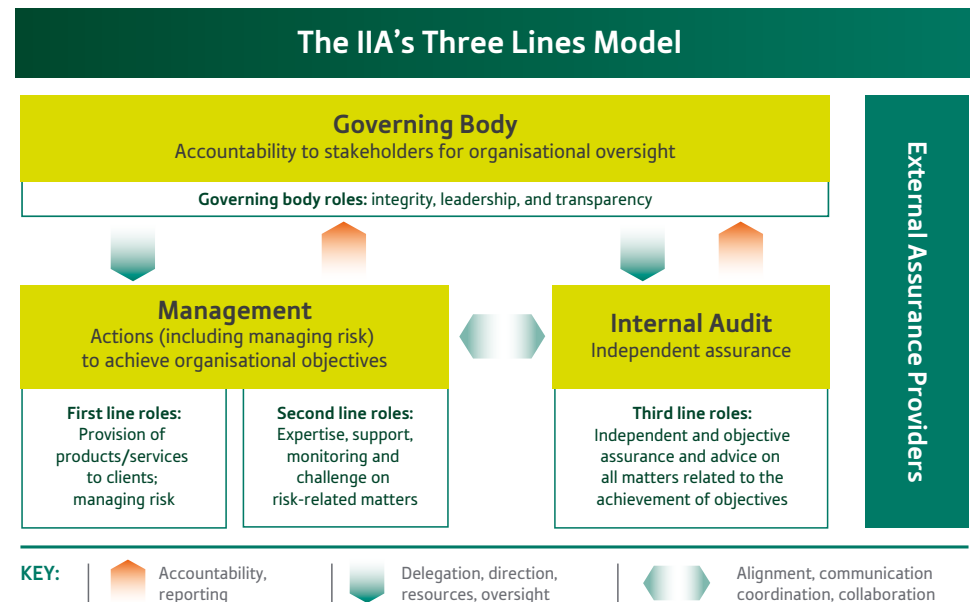 The IIA's Three Lines Model
Governing Body
Accountability to stakeholders for organisational oversight
Governing body roles: integrity, leadership, and transparency
Management
Actions (including managing risk)
to achieve organisational objectives
Internal Audit
Independent assurance
First line roles:
Provision of
products/services
to clients;
managing risk
Second line roles:
Expertise, support,
monitoring and
challenge on
risk-related matters
Third line roles:
Independent and objective
assurance and advice on
all matters related to the
achievement of objectives
External Assurance Providers
KEY:
Accountability,
reporting
Delegation, direction,
resources, oversight
Alignment, communication
coordination, collaboration